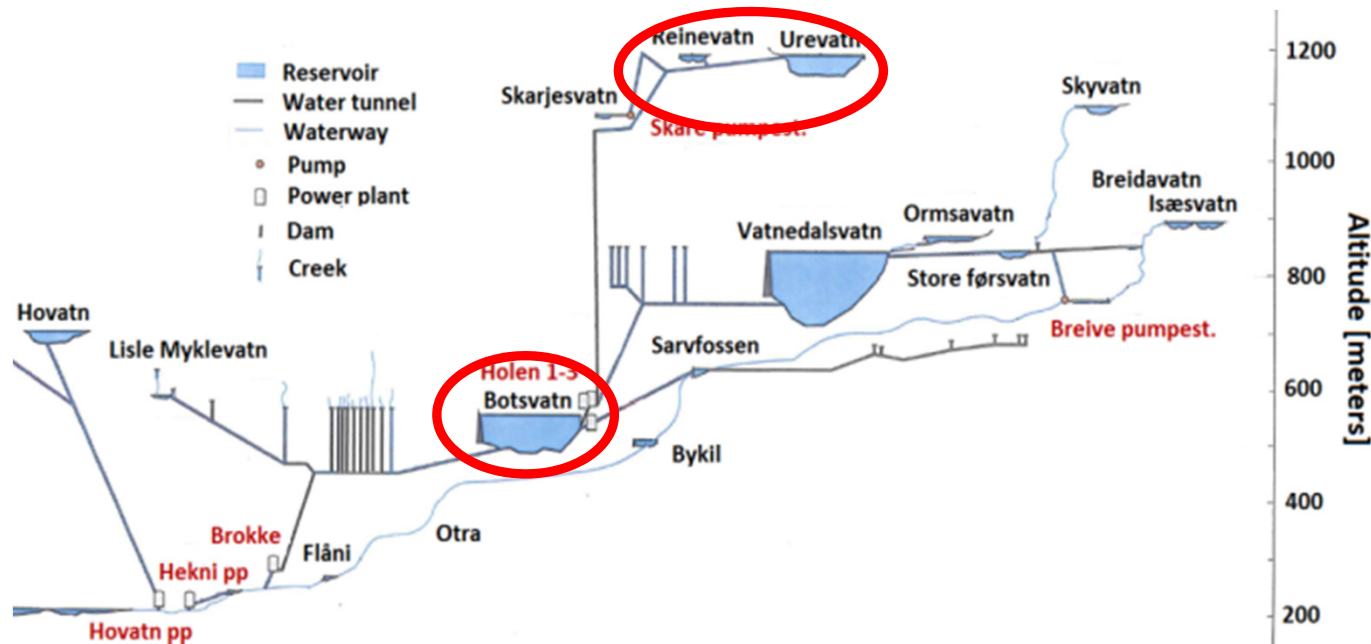 Reinevatn
Urevatn
1200
Reservoir
Water tunnel
Waterway
Pump
Power plant
Dam
Creek
Skarjesvatn
Skare pumpest.
Skyvatn
1000
Breidavatn
Isæsvatn
Ormsavatn
Vatnedalsvatn
Store førsvatn
800
Altitude [meters]
Hovatn
Breive pumpest.
Lisle Myklevatn
Sarvfossen
Holen 1-3
Botsvatn
600
Bykil
400
Otra
Brokke
Flåni
Hekni pp
200
Hovatn pp